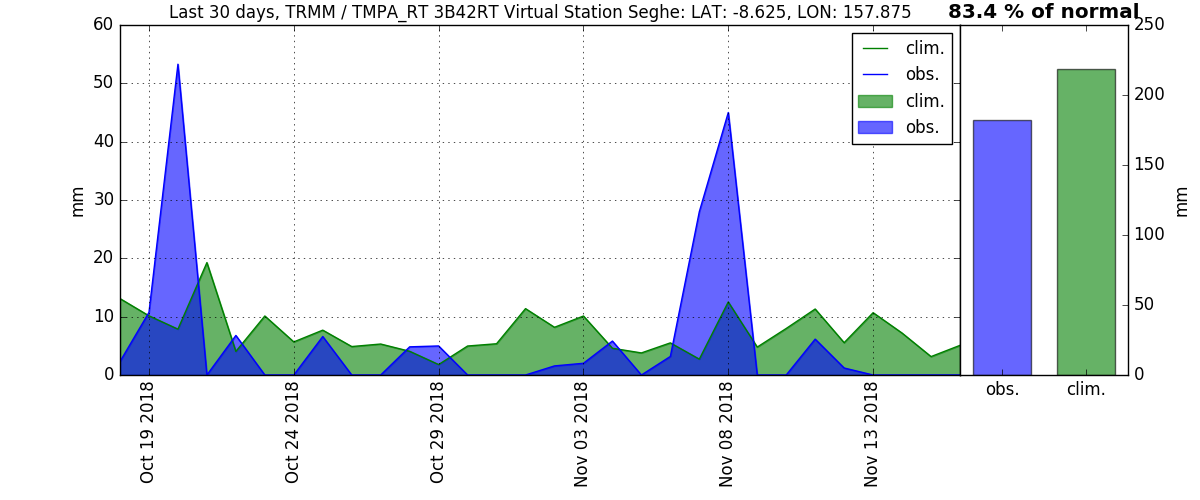 Last 30 days, TRMM / TMPA_RT 3B42RT Virtual Station Seghe: LAT: -8.625, LON: 157.875
83.4 % of normal
60
50
40
30
20
10
0
mm
clim.
obs.
clim.
obs.
Oct 19 2018
Oct 24 2018
Oct 29 2018
Nov 03 2018
Nov 08 2018
Nov 13 2018
250
200
150
100
50
0
mm
obs.
clim.